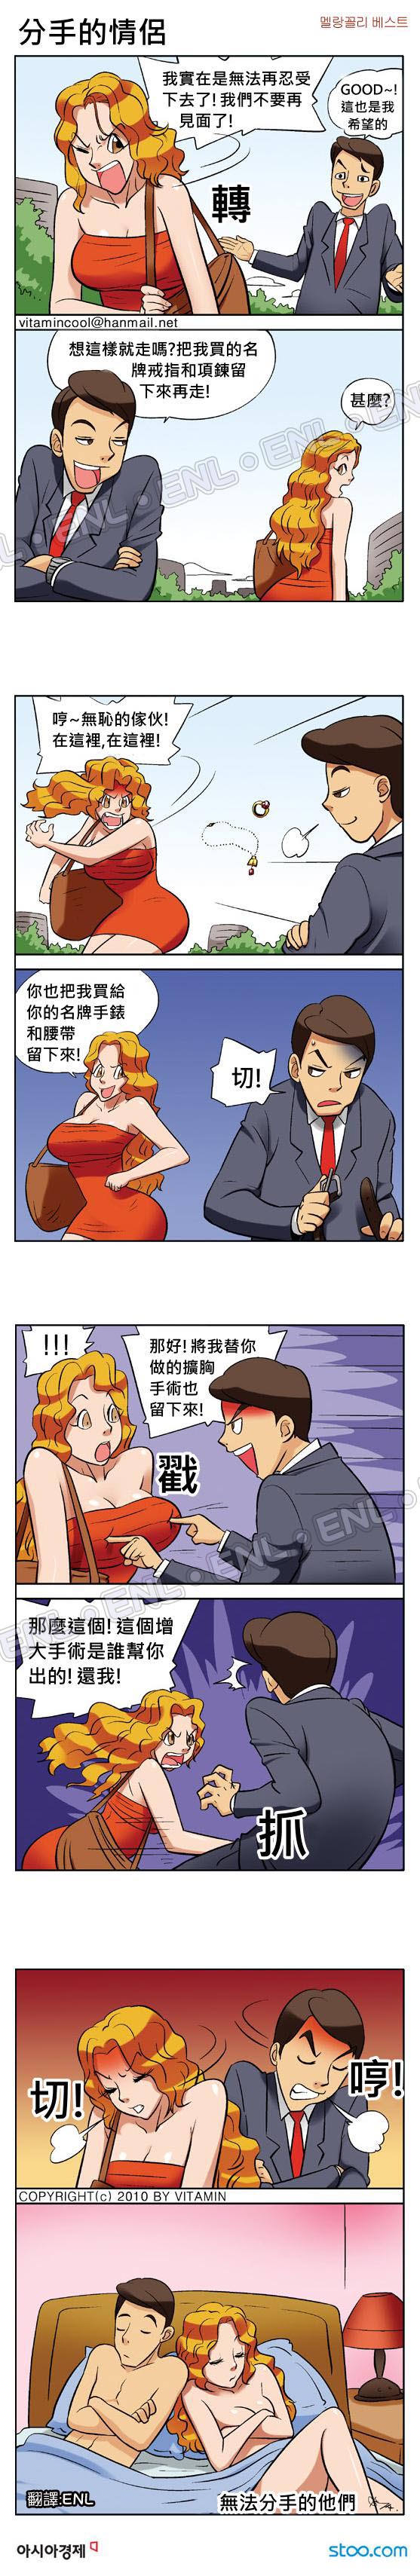 分手的情侶
멜랑꼴리 베스트
我實在是無法再忍受
下去了!我們不要再
見面了!
GOOD~!
這也是我
希望的
轉
vitamincool@hanmail.net
想這樣就走嗎?把我買的名
牌戒指和項鍊留
下來再走!
甚麼?
ENL
哼~無恥的傢伙!
在這裡,在這裡!
你也把我買給
你的名牌手錶
和腰帶
留下來!
切!
!!!
那好!將我替你
做的擴胸
手術也
留下來!
戳
ENL
那麼這個!這個增
大手術是誰幫你
出的!還我!
抓
切!
哼!
COPYRIGHT(c) 2010 BY VITAMIN
翻譯:ENL
無法分手的他們
아시아경제
stoo.com